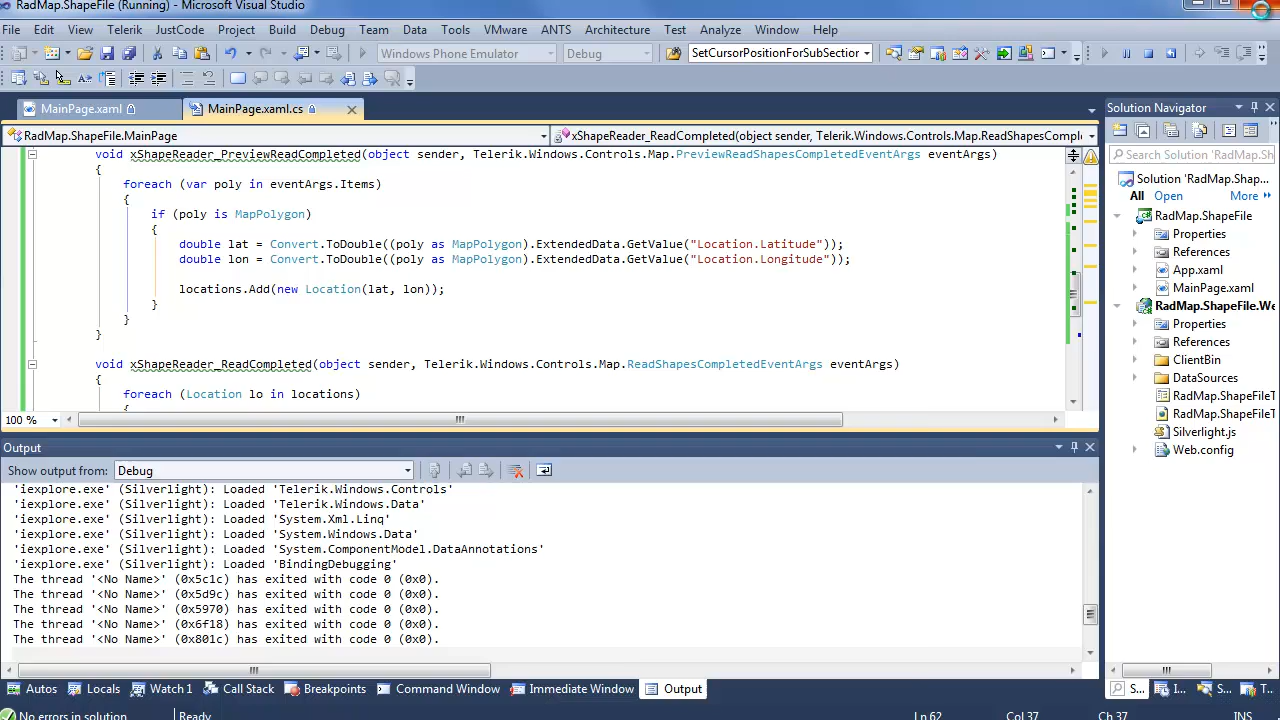 RadMap.ShapeFile (Running) - Microsoft Visual Studio
File Edit View Telerik JustCode Project Build Debug Team Data Tools VMware ANTS Architecture Test Analyze Window Help
Windows Phone Emulator Debug SetCursorPositionForSubSection
MainPage.xaml MainPage.xaml.cs
Solution Navigator
RadMap.ShapeFile.MainPage xShapeReader_ReadCompleted(object sender, Telerik.Windows.Controls.Map.ReadShapesComple
void xShapeReader_PreviewReadCompleted(object sender, Telerik.Windows.Controls.Map.PreviewReadShapesCompletedEventArgs eventArgs)
{
foreach (var poly in eventArgs.Items)
{
if (poly is MapPolygon)
{
double lat = Convert.ToDouble((poly as MapPolygon).ExtendedData.GetValue("Location.Latitude"));
double lon = Convert.ToDouble((poly as MapPolygon).ExtendedData.GetValue("Location.Longitude"));
locations.Add(new Location(lat, lon));
}
}
}
void xShapeReader_ReadCompleted(object sender, Telerik.Windows.Controls.Map.ReadShapesCompletedEventArgs eventArgs)
{
foreach (Location lo in locations)
{
100 %
Search Solution 'RadMap.Sh
Solution 'RadMap.Shap
All Open More
RadMap.ShapeFile
Properties
References
App.xaml
MainPage.xaml
RadMap.ShapeFile.We
Properties
References
ClientBin
DataSources
RadMap.ShapeFileT
RadMap.ShapeFileT
Silverlight.js
Web.config
Output
Show output from: Debug
'iexplore.exe' (Silverlight): Loaded 'Telerik.Windows.Controls'
'iexplore.exe' (Silverlight): Loaded 'Telerik.Windows.Data'
'iexplore.exe' (Silverlight): Loaded 'System.Xml.Linq'
'iexplore.exe' (Silverlight): Loaded 'System.Windows.Data'
'iexplore.exe' (Silverlight): Loaded 'System.ComponentModel.DataAnnotations'
'iexplore.exe' (Silverlight): Loaded 'BindingDebugging'
The thread '<No Name>' (0x5c1c) has exited with code 0 (0x0).
The thread '<No Name>' (0x5d9c) has exited with code 0 (0x0).
The thread '<No Name>' (0x5970) has exited with code 0 (0x0).
The thread '<No Name>' (0x6f18) has exited with code 0 (0x0).
The thread '<No Name>' (0x801c) has exited with code 0 (0x0).
Autos Locals Watch 1 Call Stack Breakpoints Command Window Immediate Window Output
S... I... S... T...
No errors in solution Ready Ln 62 Col 37 Ch 37 INS